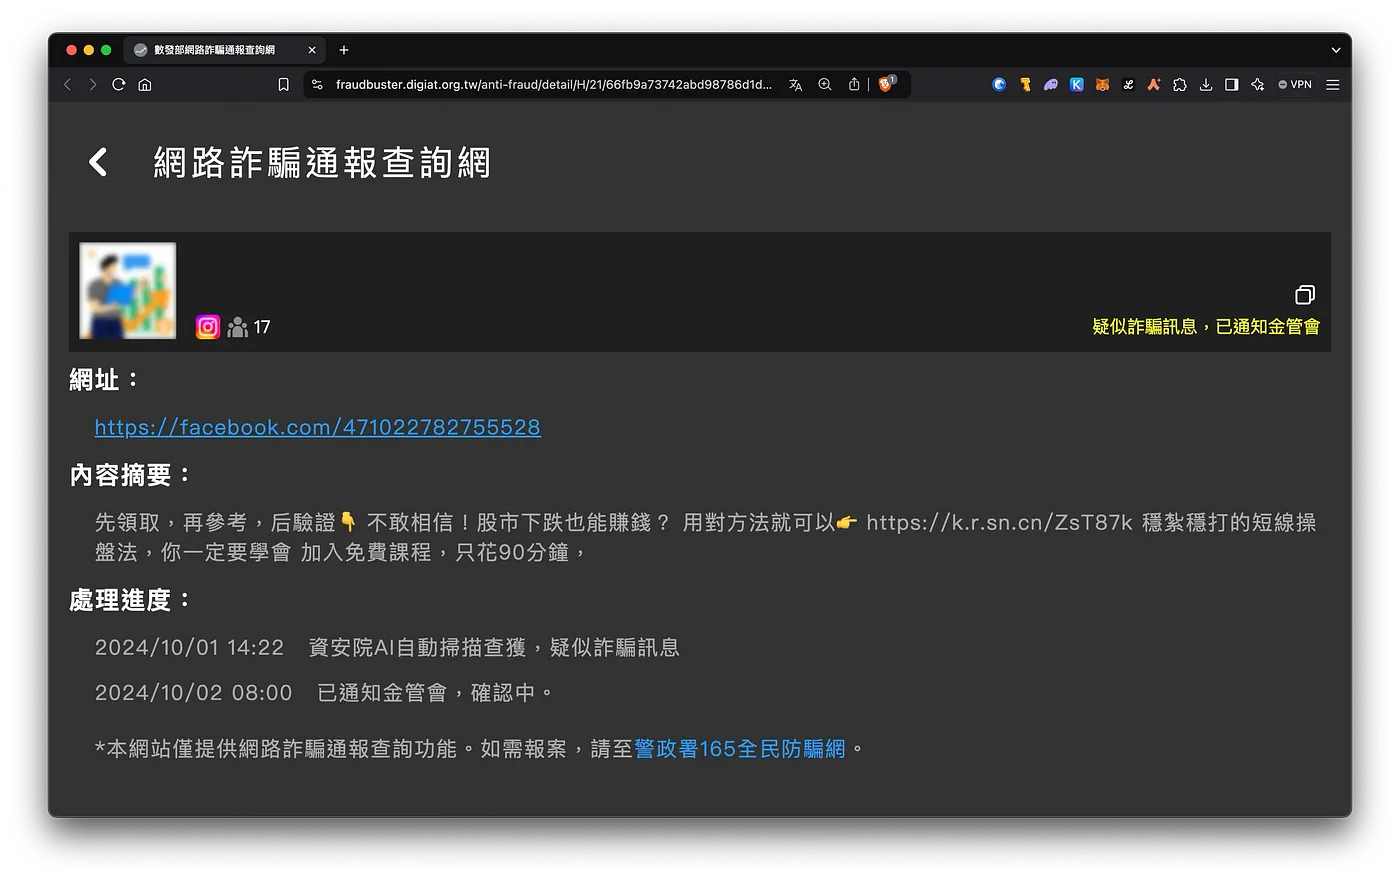 數發部網路詐騙通報查詢網
fraudbuster.digiat.org.tw/anti-fraud/detail/H/21/66fb9a73742abd98786d1d...
1
VPN
網路詐騙通報查詢網
17
疑似詐騙訊息，已通知金管會
網址：
https://facebook.com/471022782755528
內容摘要：
先領取，再參考，后驗證👇 不敢相信！股市下跌也能賺錢？ 用對方法就可以👉 https://k.r.sn.cn/ZsT87k 穩紮穩打的短線操
盤法，你一定要學會 加入免費課程，只花90分鐘，
處理進度：
2024/10/01 14:22 資安院AI自動掃描查獲，疑似詐騙訊息
2024/10/02 08:00 已通知金管會，確認中。
*本網站僅提供網路詐騙通報查詢功能。如需報案，請至警政署165全民防騙網。